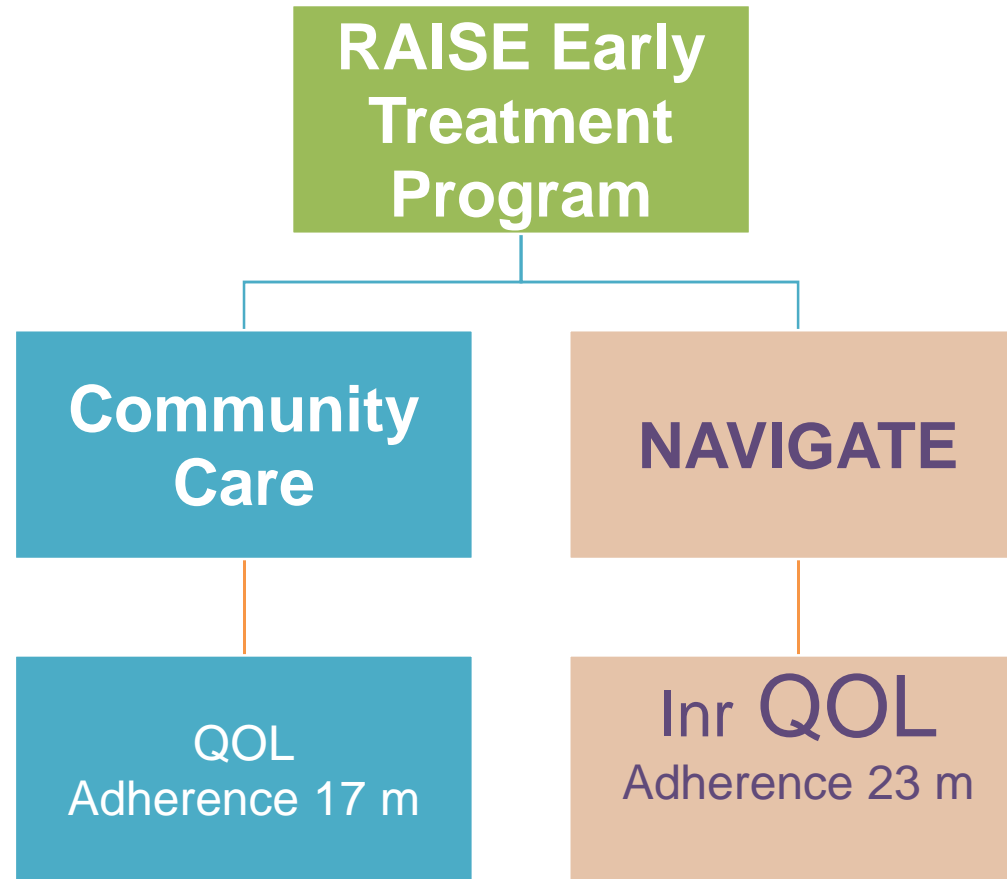 RAISE Early
Treatment
Program
Community
Care
NAVIGATE
QOL
Adherence 17 m
Inr QOL
Adherence 23 m